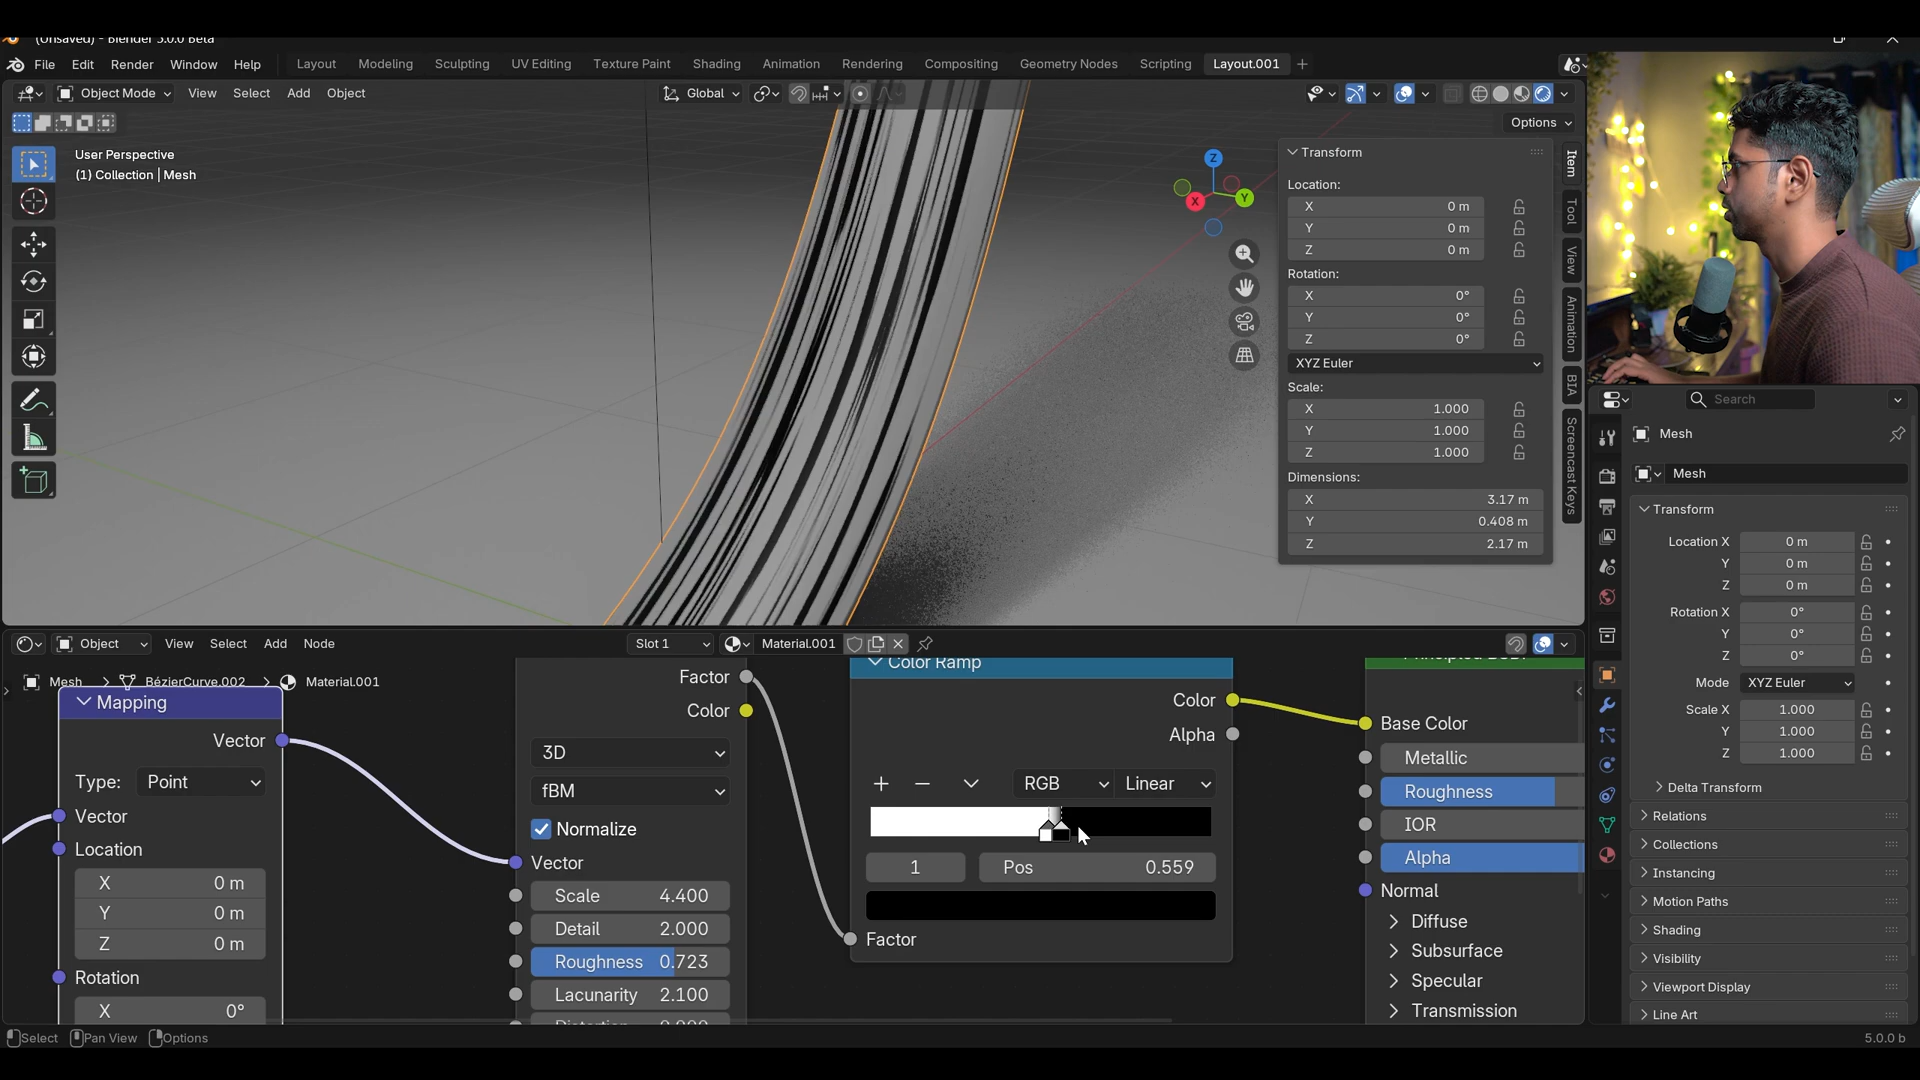 (Unsaved) - Blender 5.0.0 Beta
File Edit Render Window Help
Layout Modeling Sculpting UV Editing Texture Paint Shading Animation Rendering Compositing Geometry Nodes Scripting Layout.001
Object Mode View Select Add Object
Global
Options
User Perspective
(1) Collection | Mesh
Z
Y
X
Transform
Location:
X 0 m
Y 0 m
Z 0 m
Rotation:
X 0°
Y 0°
Z 0°
XYZ Euler
Scale:
X 1.000
Y 1.000
Z 1.000
Dimensions:
X 3.17 m
Y 0.408 m
Z 2.17 m
Item
Tool
View
Animation
BIA
Screencast Keys
Object View Select Add Node
Slot 1
Material.001
Mesh
BézierCurve.002
Material.001
Mapping
Vector
Type: Point
Vector
Location
X 0 m
Y 0 m
Z 0 m
Rotation
X 0°
Factor
Color
3D
fBM
Normalize
Vector
Scale 4.400
Detail 2.000
Roughness 0.723
Lacunarity 2.100
Color Ramp
Color
Alpha
RGB
Linear
1
Pos 0.559
Factor
Base Color
Metallic
Roughness
IOR
Alpha
Normal
Diffuse
Subsurface
Specular
Transmission
Search
Mesh
Mesh
Transform
Location X 0 m
Y 0 m
Z 0 m
Rotation X 0°
Y 0°
Z 0°
Mode XYZ Euler
Scale X 1.000
Y 1.000
Z 1.000
Delta Transform
Relations
Collections
Instancing
Motion Paths
Shading
Visibility
Viewport Display
Line Art
Select
Pan View
Options
5.0.0 b